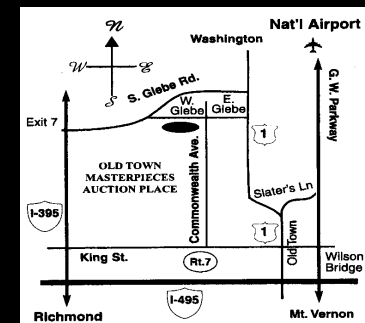 N
Nat'l Airport
Washington
W
E
S
S. Glebe Rd.
W.
Glebe
E.
Glebe
G. W. Parkway
Exit 7
1
OLD TOWN
MASTERPIECES
AUCTION PLACE
Commonwealth Ave.
Slater's Ln
I-395
1
Old Town
King St.
Rt.7
Wilson
Bridge
I-495
Richmond
Mt. Vernon